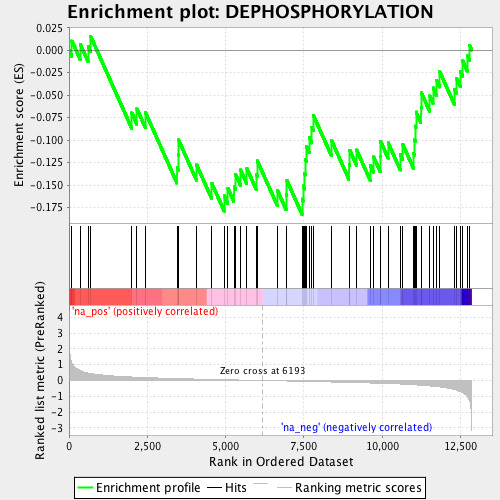 Enrichment plot: DEPHOSPHORYLATION
Enrichment score (ES)
0.025
0.000
-0.025
-0.050
-0.075
-0.100
-0.125
-0.150
-0.175
Ranked list metric (PreRanked)
4
3
2
1
0
-1
-2
-3
'na_pos' (positively correlated)
Zero cross at 6193
'na_neg' (negatively correlated)
0
2,500
5,000
7,500
10,000
12,500
Rank in Ordered Dataset
Enrichment profile
Hits
Ranking metric scores